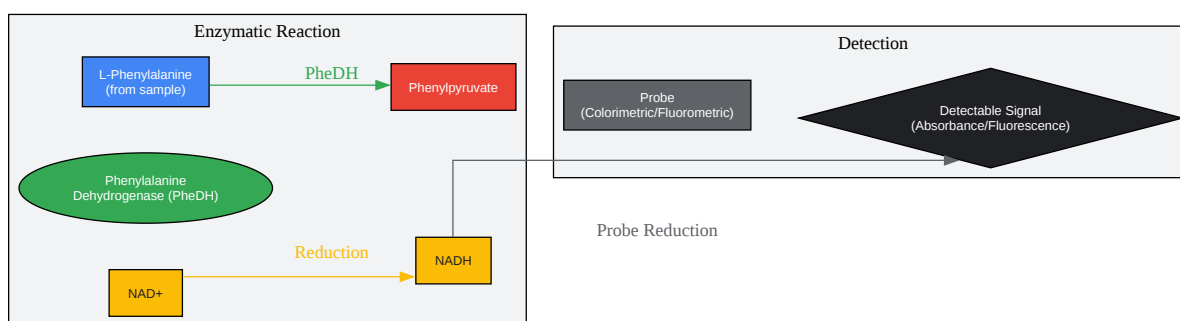 Enzymatic Reaction
L-Phenylalanine
(from sample)
PheDH
Phenylpyruvate
Phenylalanine
Dehydrogenase (PheDH)
Reduction
NADH
NAD+
Detection
Probe
(Colorimetric/Fluorometric)
Detectable Signal
(Absorbance/Fluorescence)
Probe Reduction